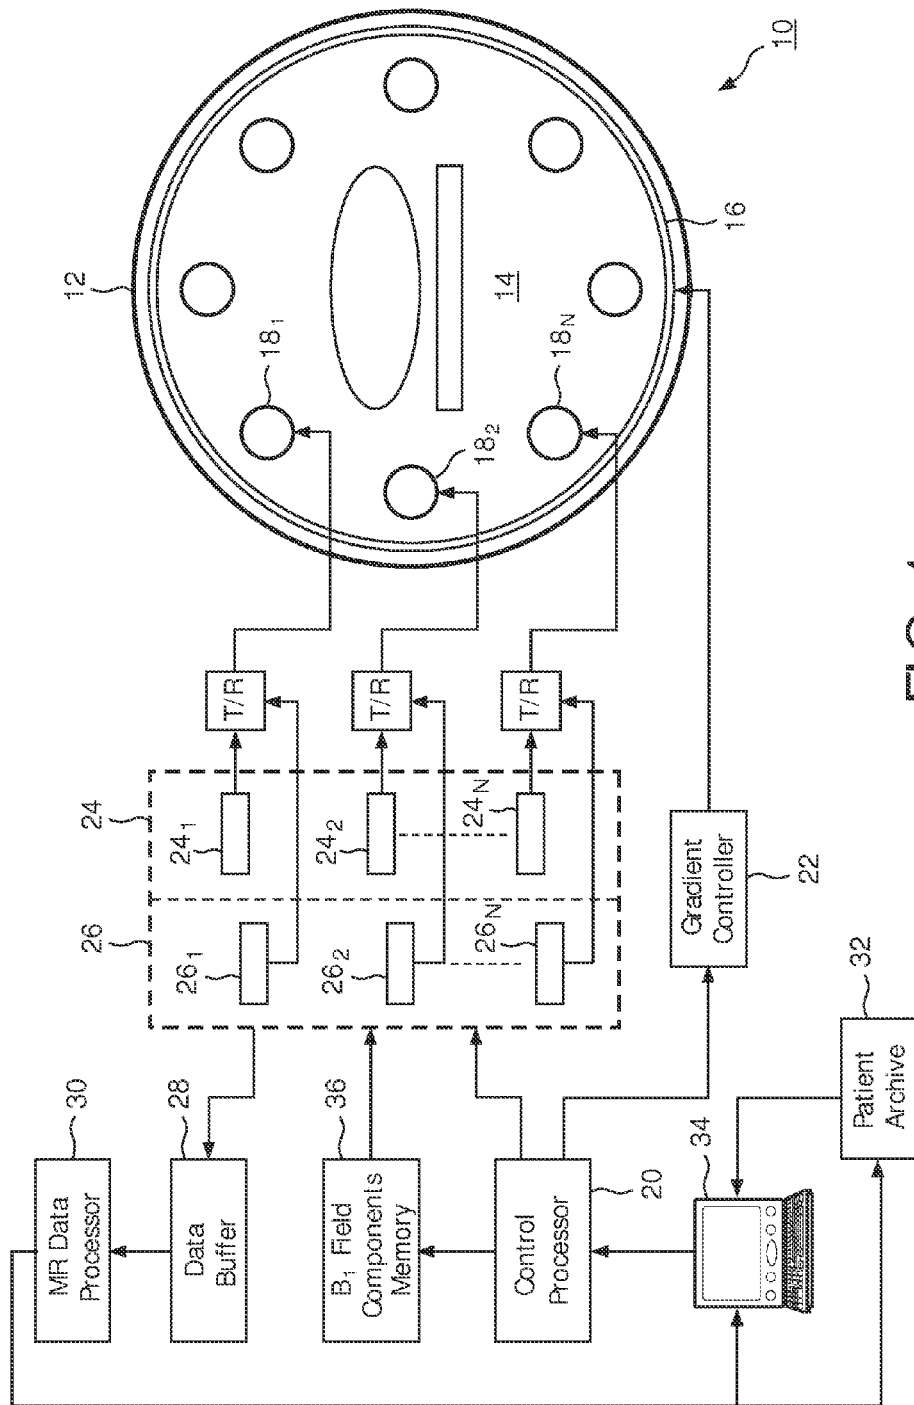 10
12
14
16
18₁
18₂
18N
T/R
T/R
T/R
24
24₁
24₂
24N
26
26₁
26₂
26N
Gradient
Controller
22
MR Data
Processor
30
Data
Buffer
28
B₁ Field
Components
Memory
36
Control
Processor
20
34
Patient
Archive
32